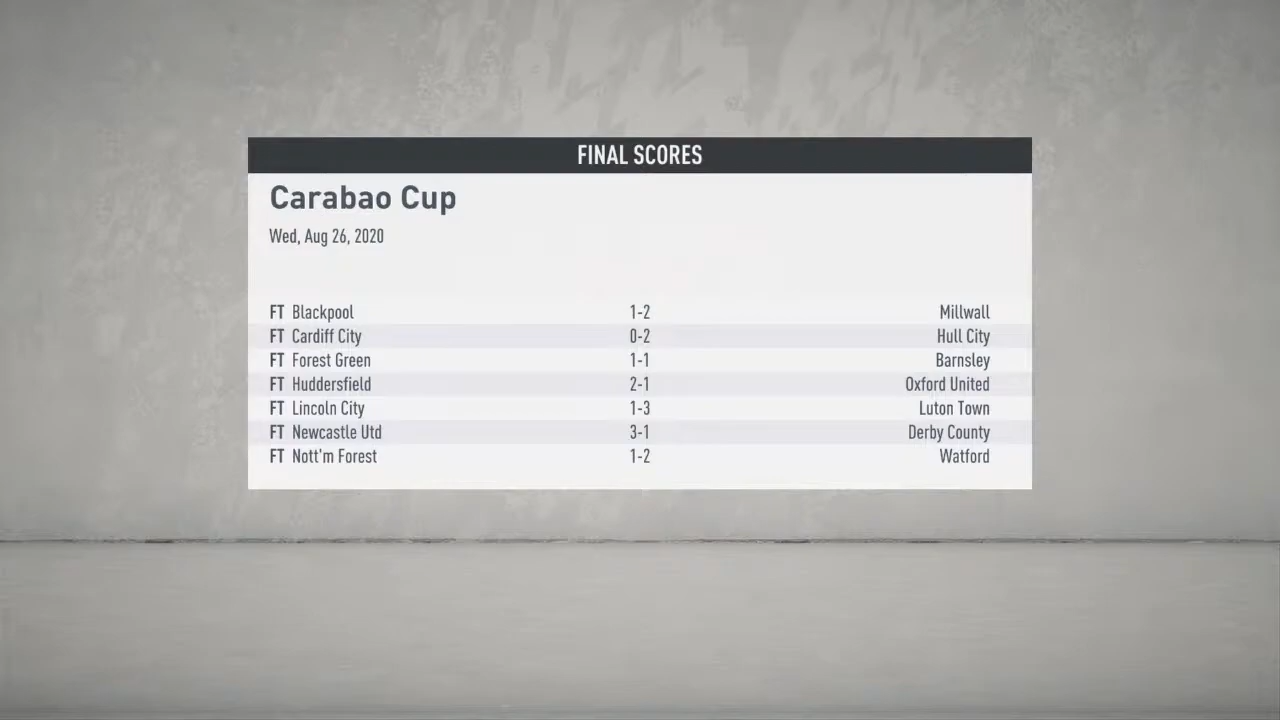 FINAL SCORES
Carabao Cup
Wed, Aug 26, 2020
FT Blackpool 1-2 Millwall
FT Cardiff City 0-2 Hull City
FT Forest Green 1-1 Barnsley
FT Huddersfield 2-1 Oxford United
FT Lincoln City 1-3 Luton Town
FT Newcastle Utd 3-1 Derby County
FT Nott'm Forest 1-2 Watford